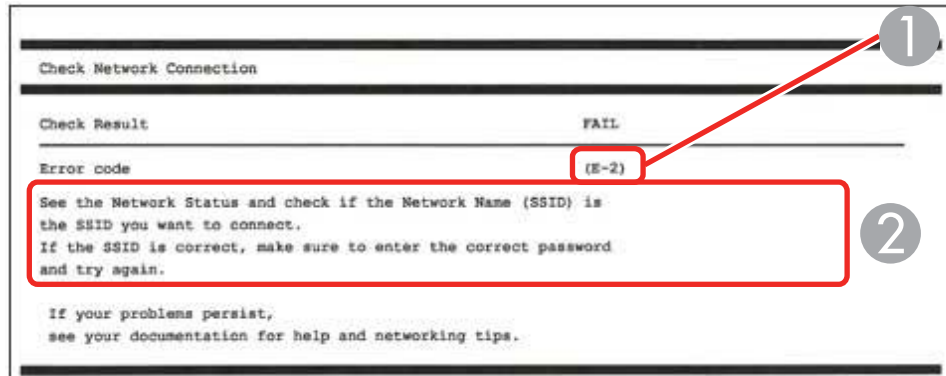 1
Check Network Connection
Check Result FAIL
Error code (E-2)
See the Network Status and check if the Network Name (SSID) is
the SSID you want to connect.
If the SSID is correct, make sure to enter the correct password
and try again.
2
If your problems persist,
see your documentation for help and networking tips.